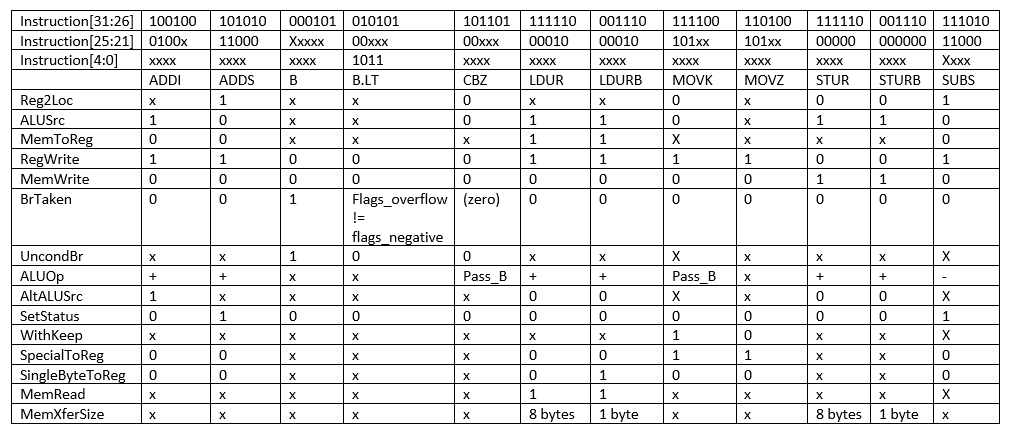 Instruction[31:26] 100100 101010 000101 010101 101101 111110 001110 111100 110100 111110 001110 111010
Instruction[25:21] 0100x 11000 Xxxxx 00xxx 00xxx 00010 00010 101xx 101xx 00000 000000 11000
Instruction[4:0] xxxx xxxx xxxx 1011 xxxx xxxx xxxx xxxx xxxx xxxx xxxx Xxxx
ADDI ADDS B B.LT CBZ LDUR LDURB MOVK MOVZ STUR STURB SUBS
Reg2Loc x 1 x x 0 x x 0 x 0 0 1
ALUSrc 1 0 x x 0 1 1 0 x 1 1 0
MemToReg 0 0 x x x 1 1 X x x x 0
RegWrite 1 1 0 0 0 1 1 1 1 0 0 1
MemWrite 0 0 0 0 0 0 0 0 0 1 1 0
BrTaken 0 0 1 Flags_overflow (zero) 0 0 0 0 0 0 0
!=
flags_negative
UncondBr x x 1 0 0 x x X x x x X
ALUOp + + x x Pass_B + + Pass_B x + + -
AltALUSrc 1 x x x x 0 0 X x 0 0 X
SetStatus 0 1 0 0 0 0 0 0 0 0 0 1
WithKeep x x x x x x x 1 0 x x X
SpecialToReg 0 0 x x x 0 0 1 1 x x 0
SingleByteToReg 0 0 x x x 0 1 0 0 x x 0
MemRead x x x x x 1 1 x x x x X
MemXferSize x x x x x 8 bytes 1 byte x x 8 bytes 1 byte x